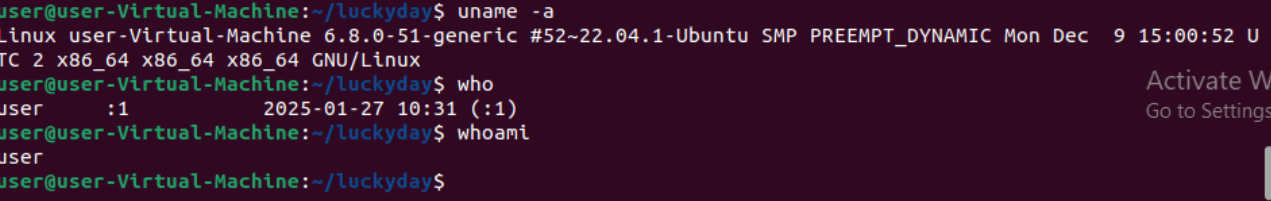 user@user-Virtual-Machine:~/luckyday$ uname -a
Linux user-Virtual-Machine 6.8.0-51-generic #52~22.04.1-Ubuntu SMP PREEMPT_DYNAMIC Mon Dec  9 15:00:52 U
TC 2 x86_64 x86_64 x86_64 GNU/Linux
user@user-Virtual-Machine:~/luckyday$ who
user     :1           2025-01-27 10:31 (:1)
user@user-Virtual-Machine:~/luckyday$ whoami
user
user@user-Virtual-Machine:~/luckyday$
Activate W
Go to Settings